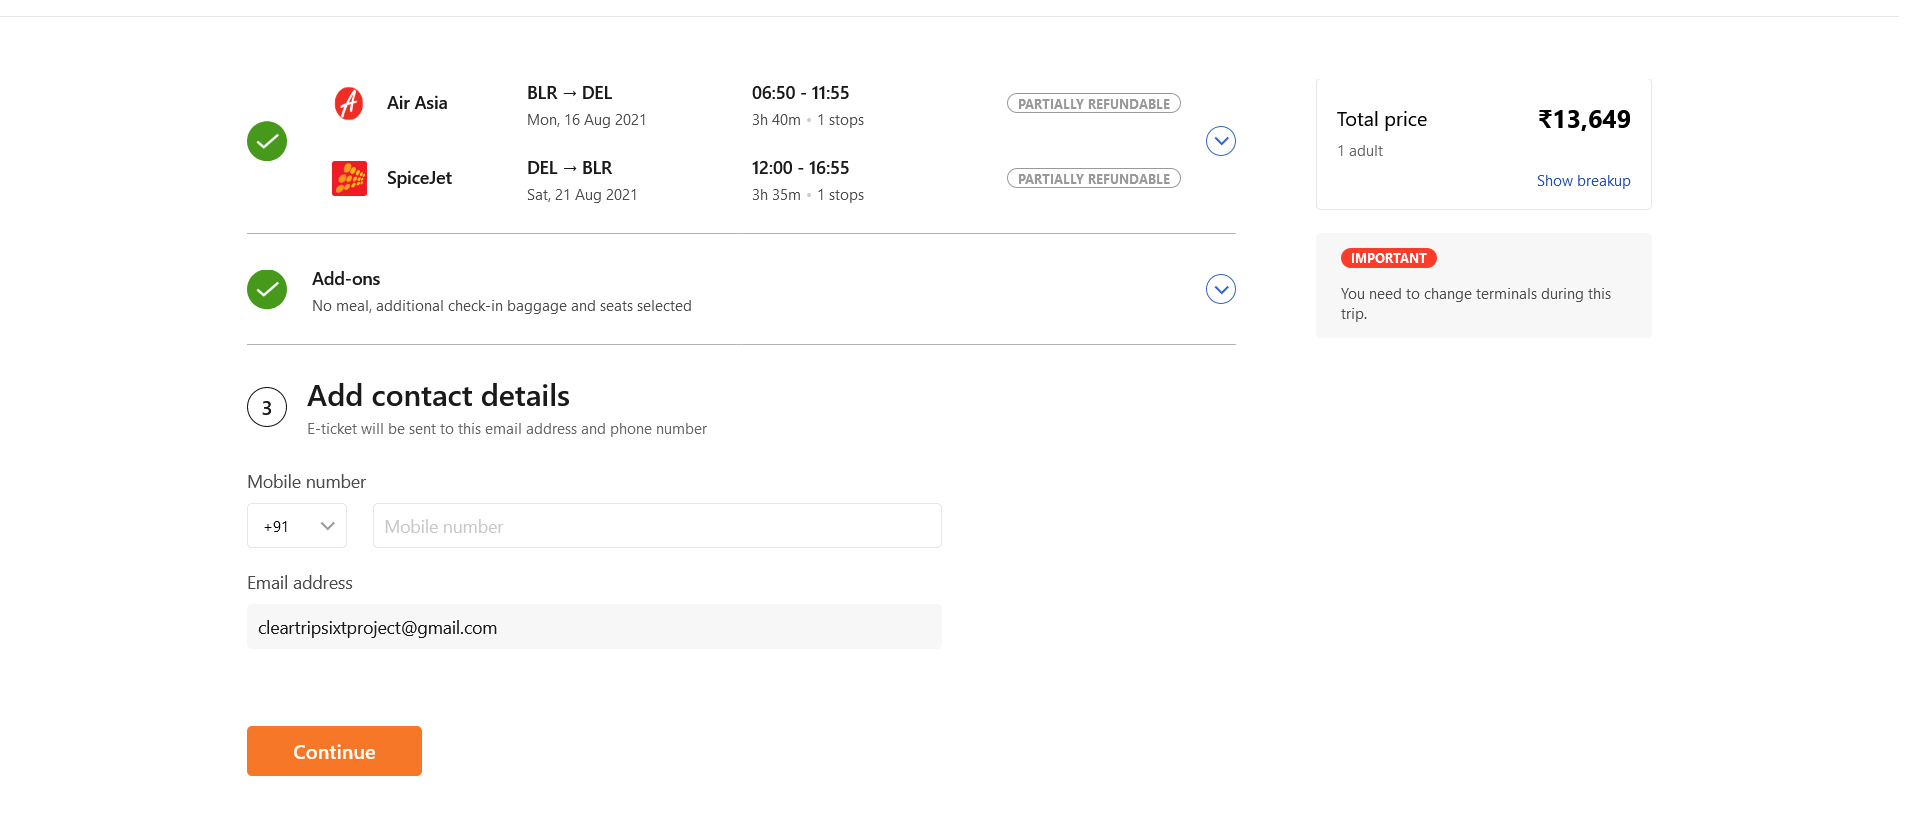 Air Asia
BLR → DEL
Mon, 16 Aug 2021
06:50 - 11:55
3h 40m • 1 stops
PARTIALLY REFUNDABLE
SpiceJet
DEL → BLR
Sat, 21 Aug 2021
12:00 - 16:55
3h 35m • 1 stops
PARTIALLY REFUNDABLE
Total price
₹13,649
1 adult
Show breakup
IMPORTANT
You need to change terminals during this
trip.
Add-ons
No meal, additional check-in baggage and seats selected
3
Add contact details
E-ticket will be sent to this email address and phone number
Mobile number
+91
Mobile number
Email address
cleartripsixtproject@gmail.com
Continue